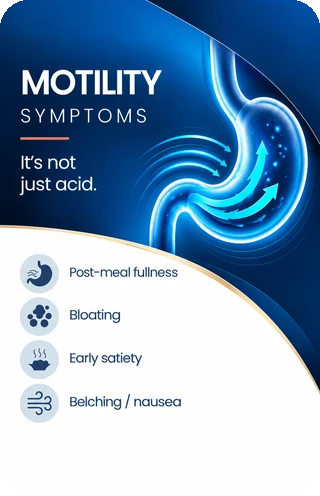 MOTILITY
SYMPTOMS
It's not
just acid.
Post-meal fullness
Bloating
Early satiety
Belching / nausea